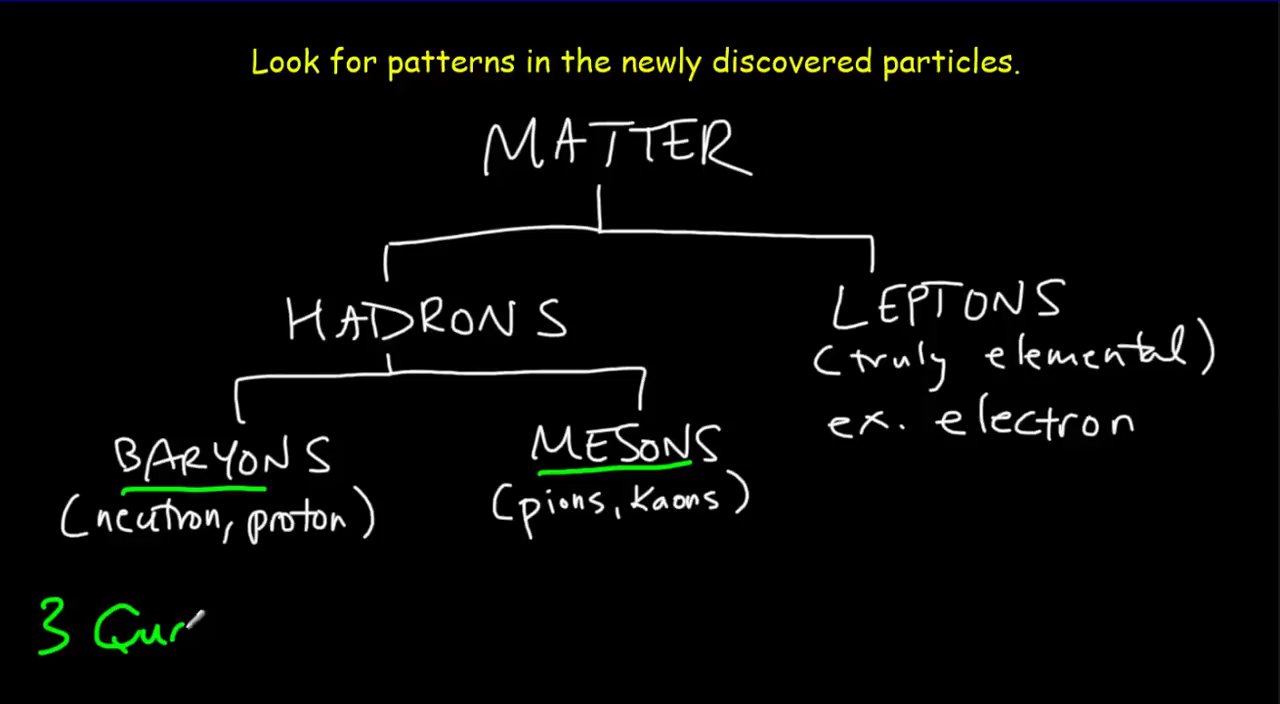 Look for patterns in the newly discovered particles.
MATTER
HADRONS
LEPTONS
(truly elemental)
ex. electron
BARYONS
(neutron, proton)
MESONS
(pions, kaons)
3 Qur